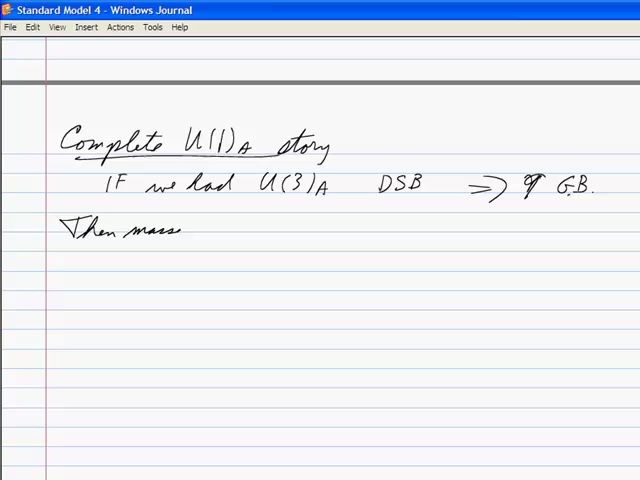 Standard Model 4 - Windows Journal
File Edit View Insert Actions Tools Help
Complete U(1)A story
IF we had U(3)A DSB => 9 G.B.
Then mass